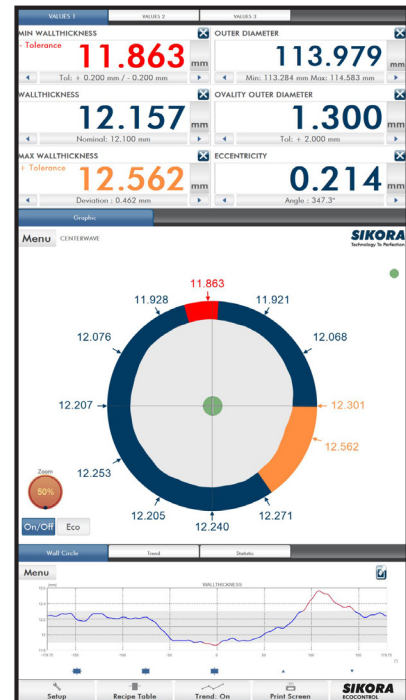 VALUES 1 VALUES 2 VALUES 3
MIN WALLTHICKNESS
- Tolerance 11.863 mm
Tol: + 0.200 mm / - 0.200 mm
OUTER DIAMETER
113.979 mm
Min: 113.284 mm Max: 114.583 mm
WALLTHICKNESS
12.157 mm
Nominal: 12.100 mm
OVALITY OUTER DIAMETER
1.300 mm
Tol: + 2.000 mm
MAX WALLTHICKNESS
+ Tolerance 12.562 mm
Deviation : 0.462 mm
ECCENTRICITY
0.214 mm
Angle : 347.3°
Graphic
Menu CENTERWAVE
SIKORA
Technology To Perfection
11.863
11.928 11.921
12.076 12.068
12.207 12.301
12.562
12.253
12.205 12.271
12.240
Zoom
50%
On/Off Eco
Wall Circle Trend Statistic
Menu
WALLTHICKNESS
Setup Recipe Table Trend: On Print Screen
SIKORA
ECOCONTROL